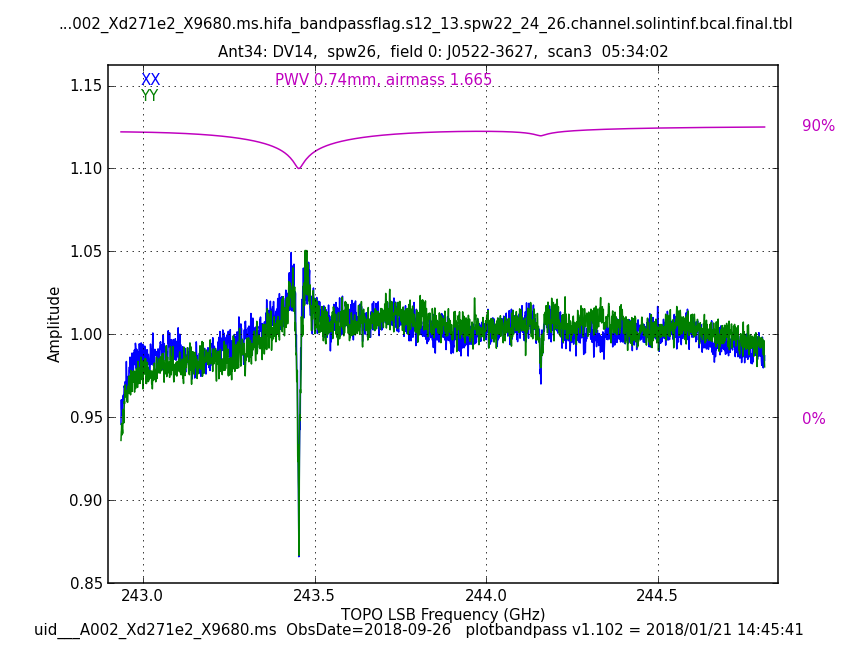 ...002_Xd271e2_X9680.ms.hifa_bandpassflag.s12_13.spw22_24_26.channel.solintinf.bcal.final.tbl
Ant34: DV14, spw26, field 0: J0522-3627, scan3 05:34:02
XX
PWV 0.74mm, airmass 1.665
YY
1.15
1.10
1.05
1.00
0.95
0.90
0.85
Amplitude
90%
0%
243.0 243.5 244.0 244.5
TOPO LSB Frequency (GHz)
uid___A002_Xd271e2_X9680.ms ObsDate=2018-09-26 plotbandpass v1.102 = 2018/01/21 14:45:41